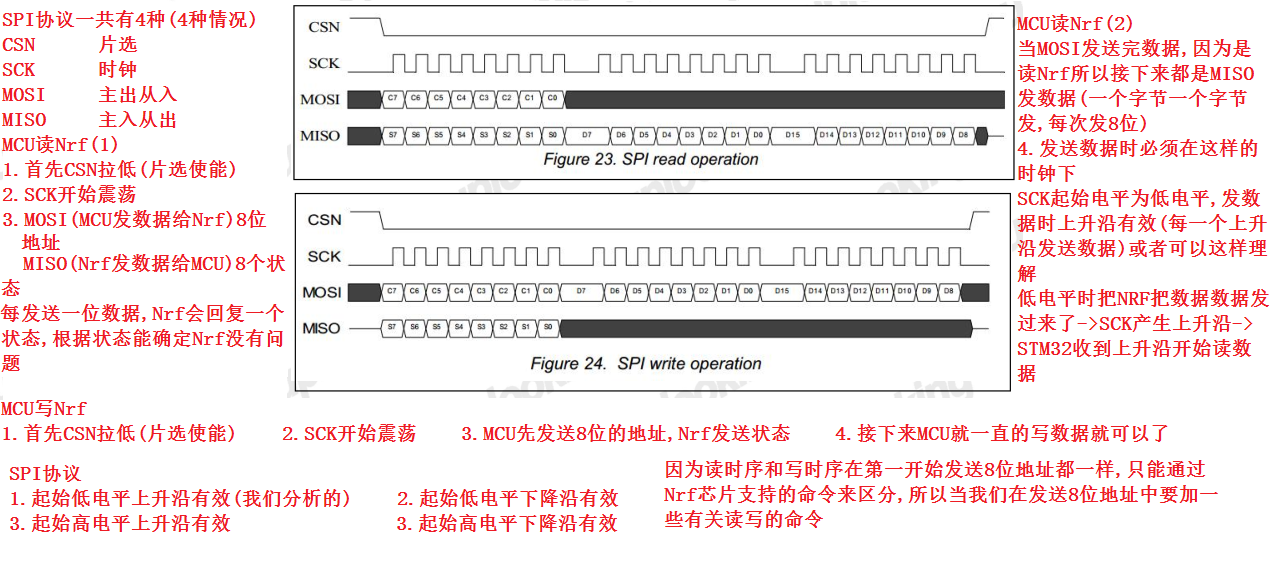 SPI协议一共有4种(4种情况)
CSN 片选
SCK 时钟
MOSI 主出从入
MISO 主入从出
MCU读Nrf(1)
1.首先CSN拉低(片选使能)
2.SCK开始震荡
3.MOSI(MCU发数据给Nrf)8位
地址
MISO(Nrf发数据给MCU)8个状
态
每发送一位数据,Nrf会回复一个
状态,根据状态能确定Nrf没有问
题
CSN
SCK
MOSI C7 C6 C5 C4 C3 C2 C1 C0
MISO S7 S6 S5 S4 S3 S2 S1 S0 D7 D6 D5 D4 D3 D2 D1 D0 D15 D14 D13 D12 D11 D10 D9 D8
Figure 23. SPI read operation
CSN
SCK
MOSI C7 C6 C5 C4 C3 C2 C1 C0 D7 D6 D5 D4 D3 D2 D1 D0 D15 D14 D13 D12 D11 D10 D9 D8
MISO S7 S6 S5 S4 S3 S2 S1 S0
Figure 24. SPI write operation
MCU读Nrf(2)
当MOSI发送完数据,因为是
读Nrf所以接下来都是MISO
发数据(一个字节一个字节
发,每次发8位)
4.发送数据时必须在这样的
时钟下
SCK起始电平为低电平,发数
据时上升沿有效(每一个上升
沿发送数据)或者可以这样理
解
低电平时把NRF把数据数据发
过来了->SCK产生上升沿->
STM32收到上升沿开始读数
据
MCU写Nrf
1.首先CSN拉低(片选使能) 2.SCK开始震荡 3.MCU先发送8位的地址,Nrf发送状态 4.接下来MCU就一直的写数据就可以了
SPI协议
1.起始低电平上升沿有效(我们分析的) 2.起始低电平下降沿有效
3.起始高电平上升沿有效 3.起始高电平下降沿有效
因为读时序和写时序在第一开始发送8位地址都一样,只能通过
Nrf芯片支持的命令来区分,所以当我们在发送8位地址中要加一
些有关读写的命令